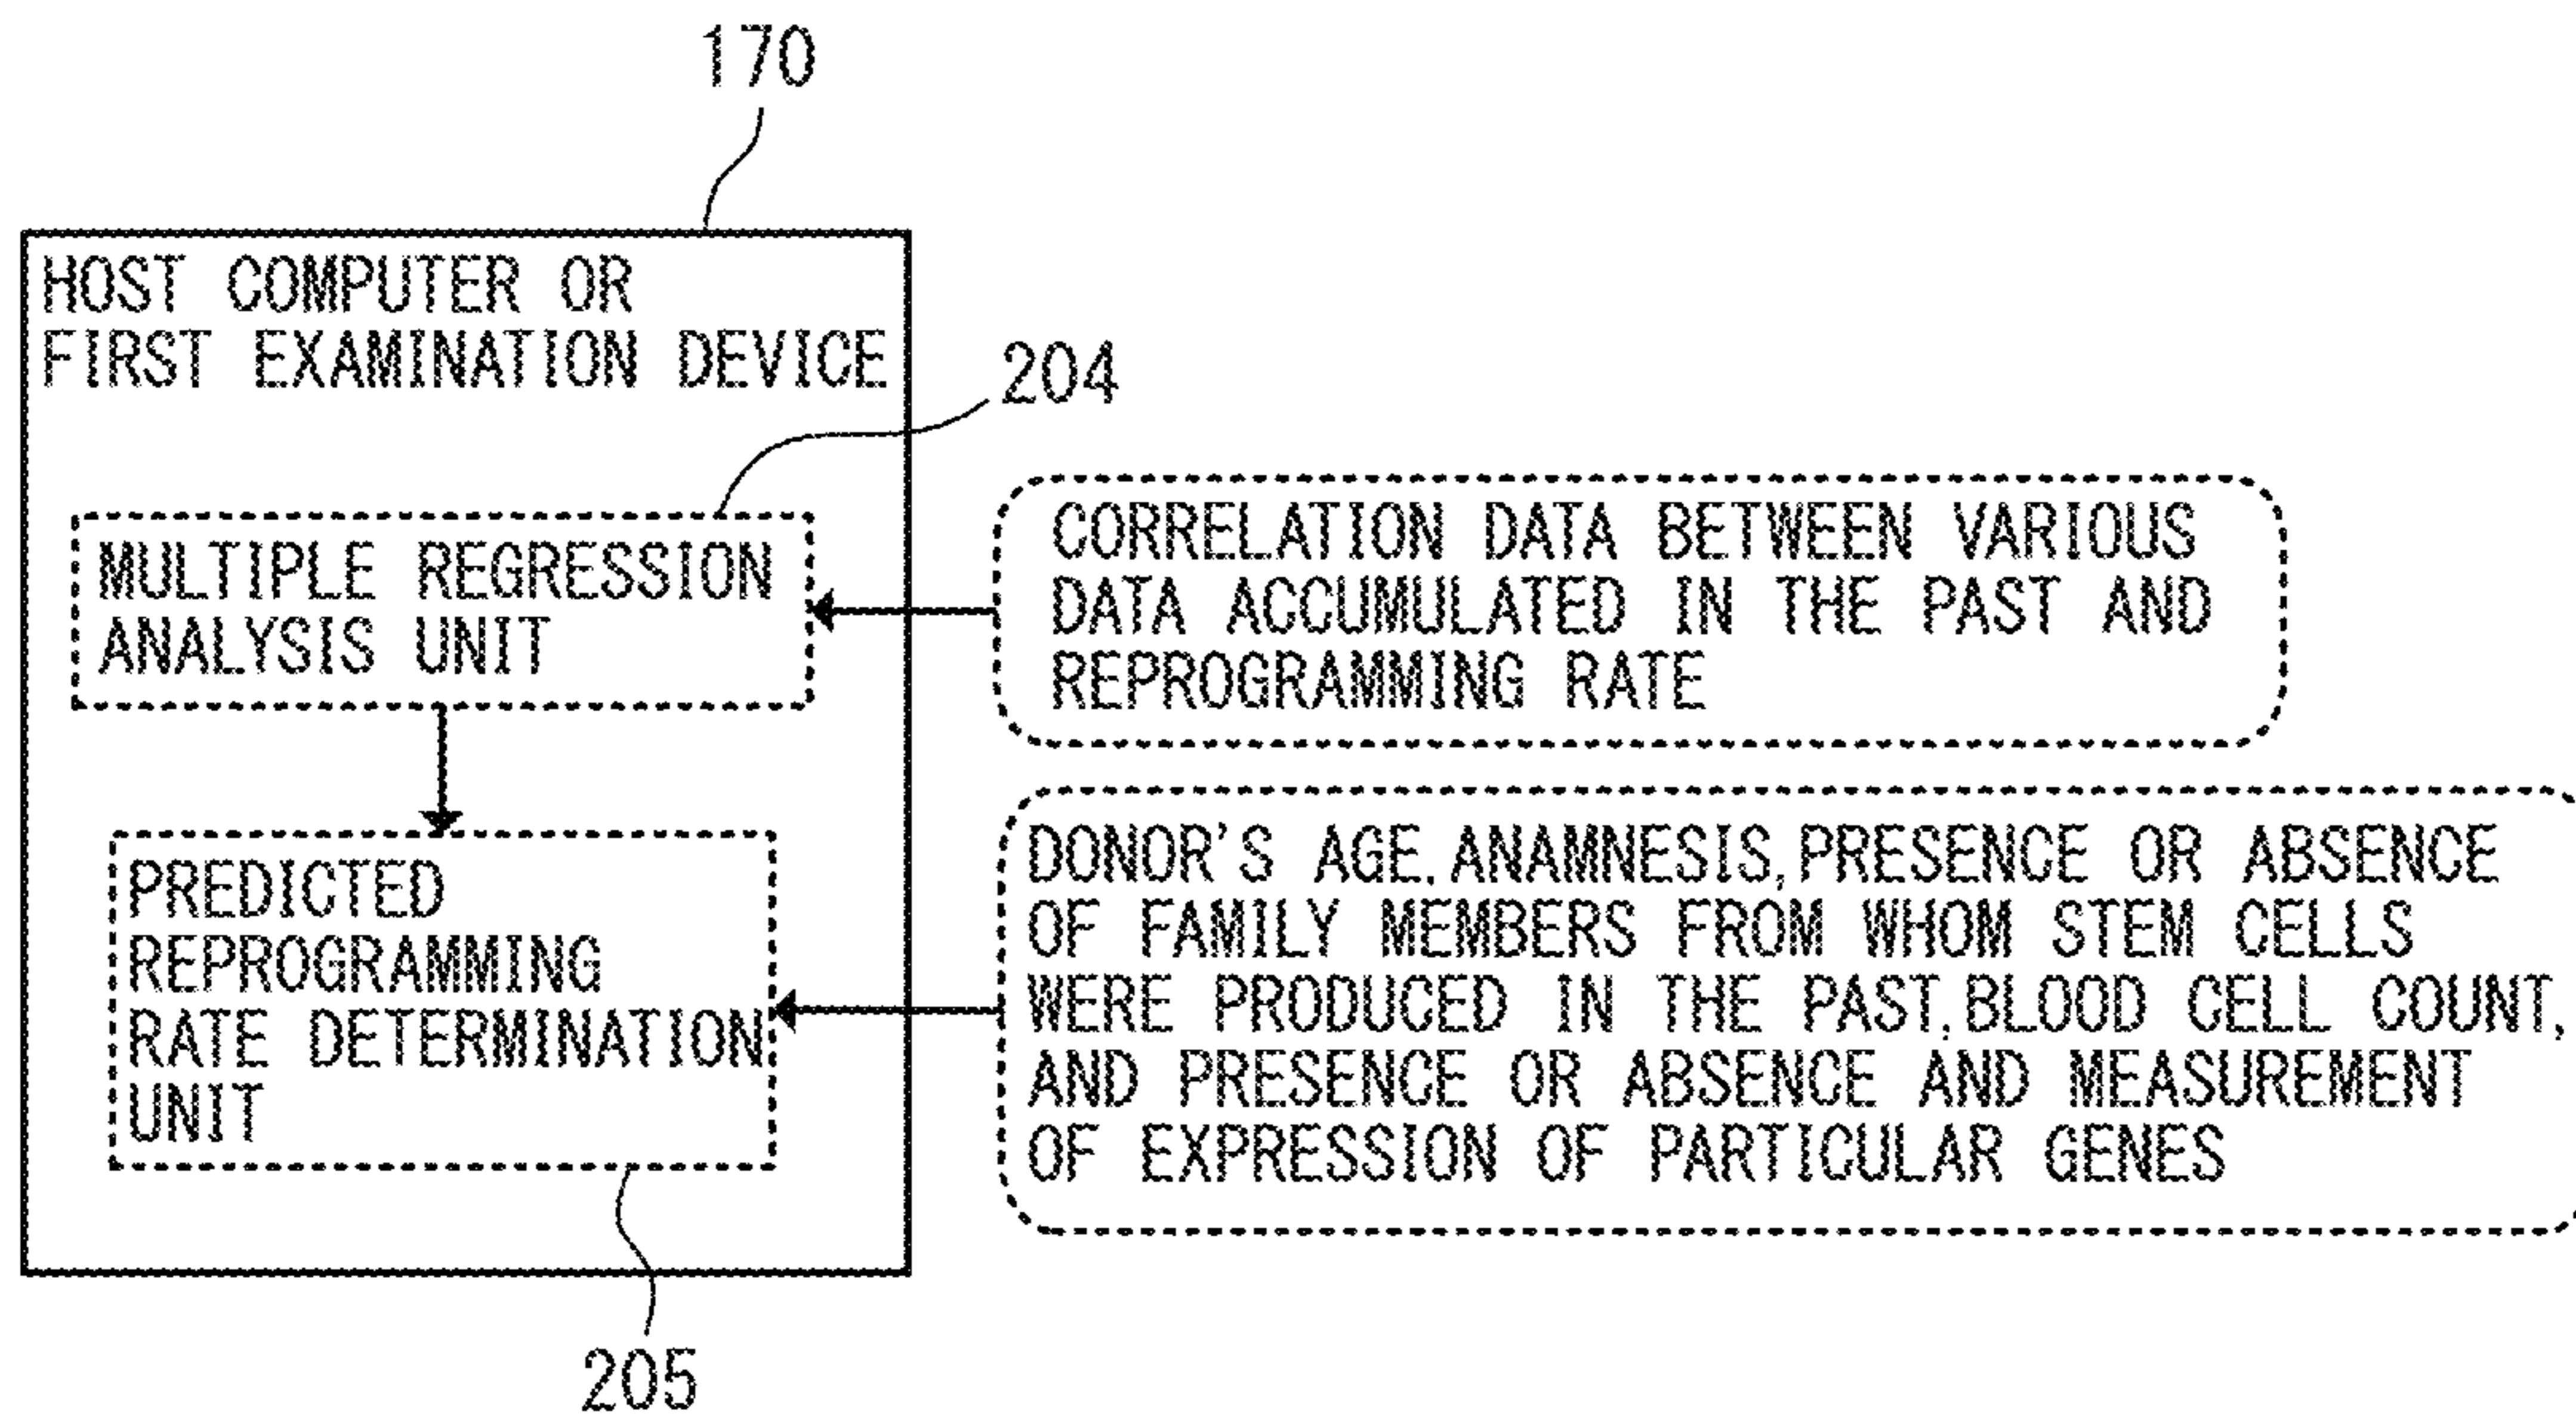 170
HOST COMPUTER OR
FIRST EXAMINATION DEVICE
204
MULTIPLE REGRESSION
ANALYSIS UNIT
CORRELATION DATA BETWEEN VARIOUS
DATA ACCUMULATED IN THE PAST AND
REPROGRAMMING RATE
PREDICTED
REPROGRAMMING
RATE DETERMINATION
UNIT
DONOR'S AGE, ANAMNESIS, PRESENCE OR ABSENCE
OF FAMILY MEMBERS FROM WHOM STEM CELLS
WERE PRODUCED IN THE PAST, BLOOD CELL COUNT,
AND PRESENCE OR ABSENCE AND MEASUREMENT
OF EXPRESSION OF PARTICULAR GENES
205